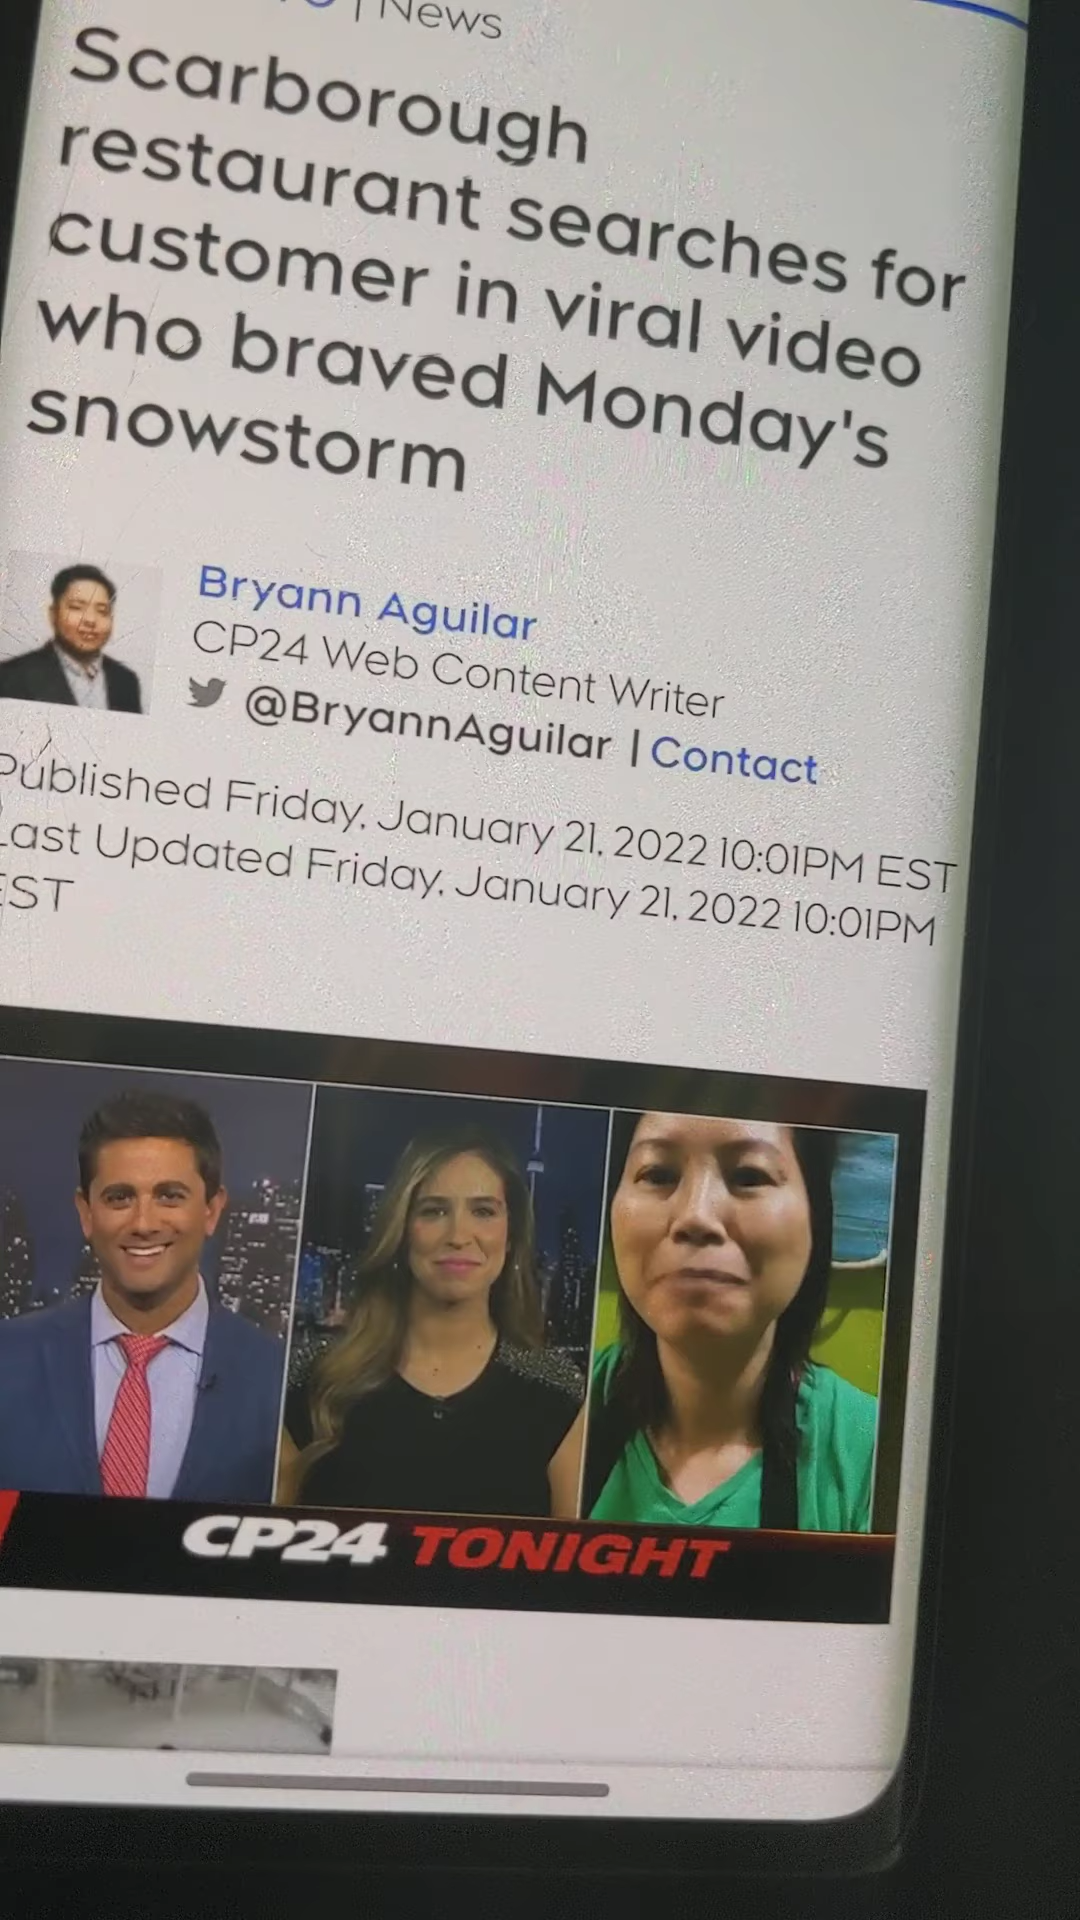 | News
Scarborough
restaurant searches for
customer in viral video
who braved Monday's
snowstorm
Bryann Aguilar
CP24 Web Content Writer
@BryannAguilar | Contact
Published Friday, January 21, 2022 10:01PM EST
Last Updated Friday, January 21, 2022 10:01PM
EST
CP24 TONIGHT